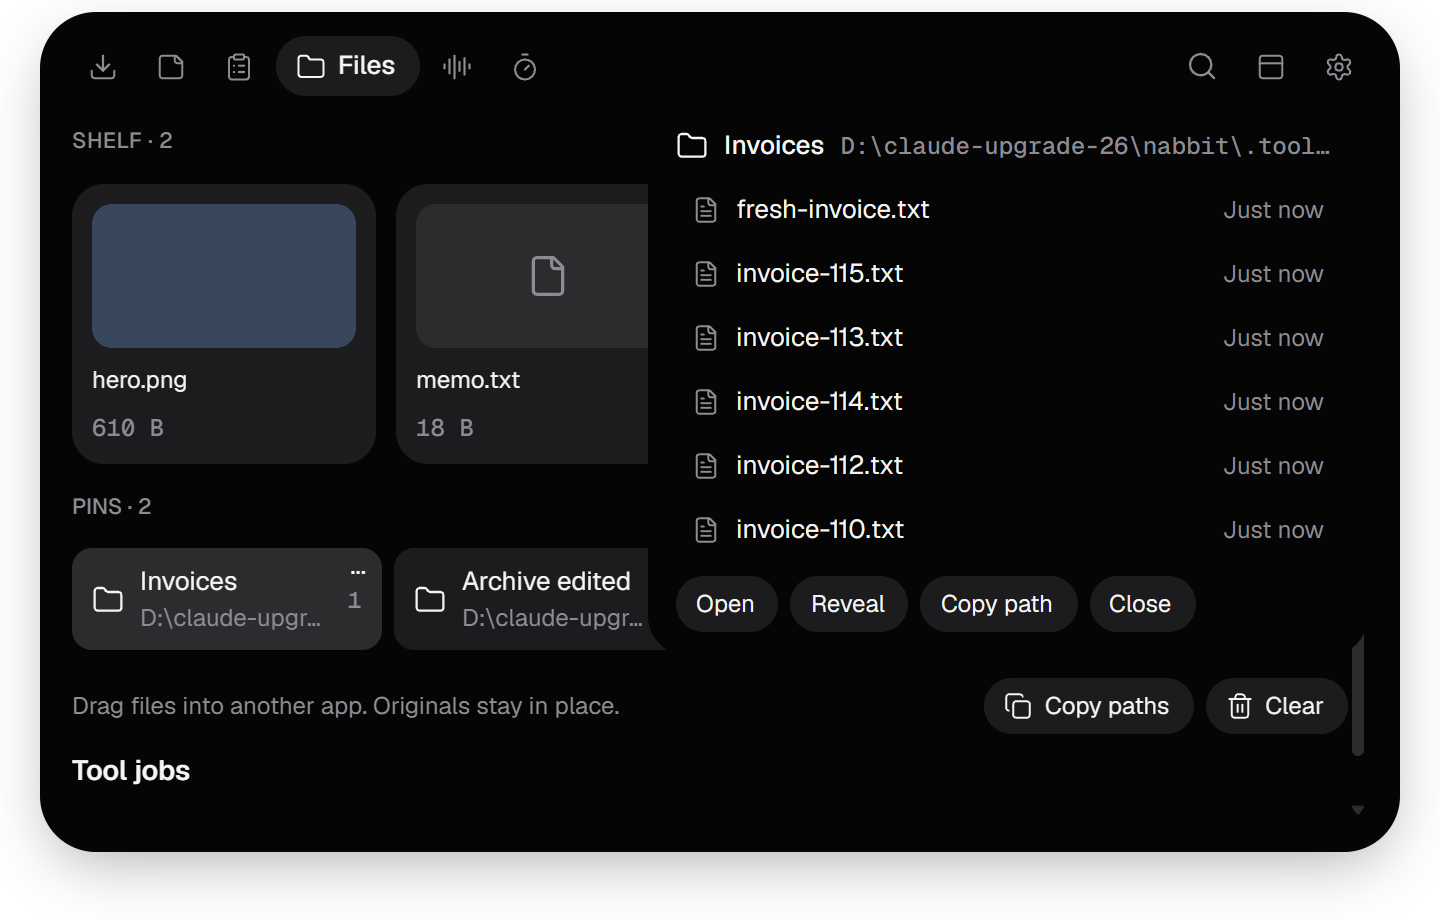 Files
SHELF · 2
hero.png
610 B
memo.txt
18 B
PINS · 2
Invoices
...
D:\claude-upgr...
1
Archive edited
D:\claude-upgr...
Invoices D:\claude-upgrade-26\nabbit\.tool…
fresh-invoice.txt Just now
invoice-115.txt Just now
invoice-113.txt Just now
invoice-114.txt Just now
invoice-112.txt Just now
invoice-110.txt Just now
Open Reveal Copy path Close
Drag files into another app. Originals stay in place.
Copy paths Clear
Tool jobs